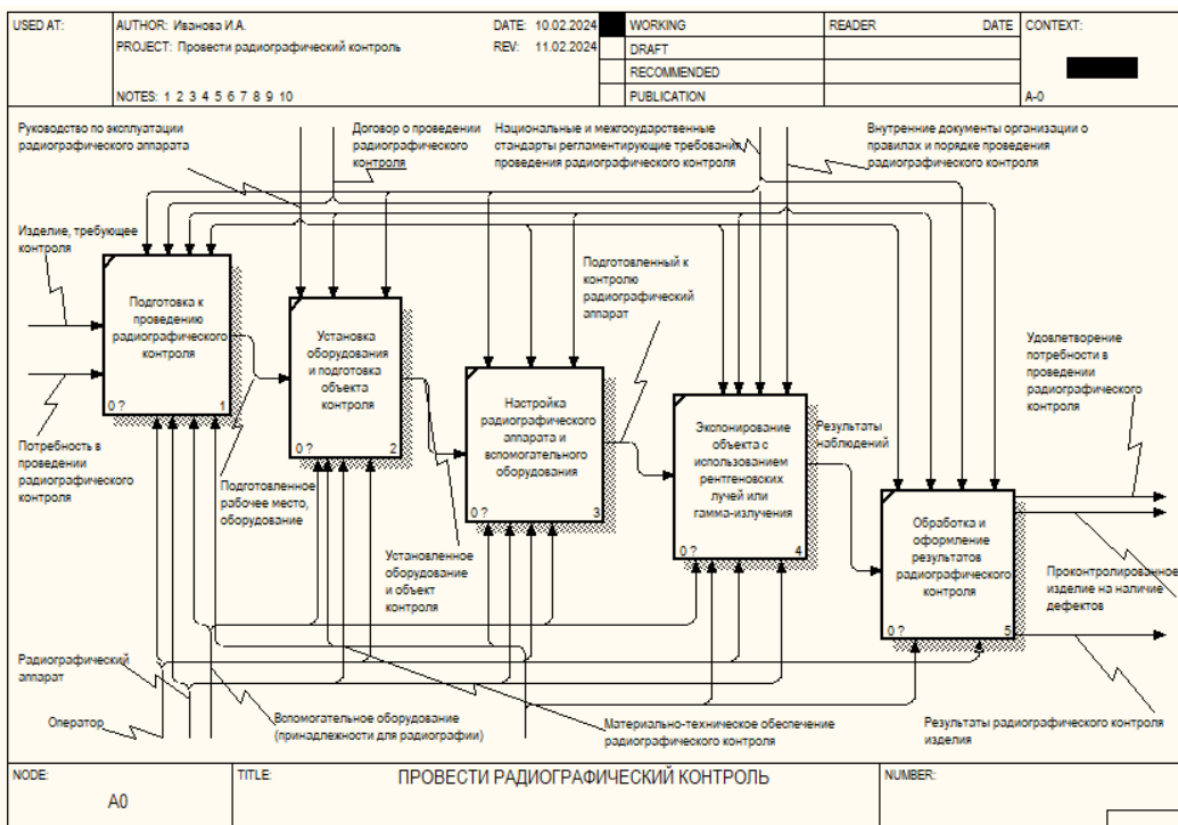 USED AT:
AUTHOR: Иванова И.А.
DATE: 10.02.2024
PROJECT: Провести радиографический контроль
REV: 11.02.2024
NOTES: 1 2 3 4 5 6 7 8 9 10
WORKING
DRAFT
RECOMMENDED
PUBLICATION
READER
DATE
CONTEXT:
A-0
Руководство по эксплуатации
радиографического аппарата
Договор о проведении
радиографического
контроля
Национальные и межгосударственные
стандарты регламентирующие требования
проведения радиографического контроля
Внутренние документы организации о
правилах и порядке проведения
радиографического контроля
Изделие, требующее
контроля
Потребность в
проведении
радиографического
контроля
Подготовка к
проведению
радиографического
контроля
0 ?
1
Подготовленное
рабочее место,
оборудование
Установка
оборудования
и подготовка
объекта
контроля
0 ?
2
Установленное
оборудование
и объект
контроля
Настройка
радиографического
аппарата и
вспомогательного
оборудования
0 ?
3
Подготовленный к
контролю
радиографический
аппарат
Экспонирование
объекта с
использованием
рентгеновских
лучей или
гамма-излучения
0 ?
4
Результаты
наблюдений
Обработка и
оформление
результатов
радиографического
контроля
0 ?
5
Удовлетворение
потребности в
проведении
радиографического
контроля
Проконтролированное
изделие на наличие
дефектов
Результаты радиографического контроля
изделия
Радиографический
аппарат
Оператор
Вспомогательное оборудование
(принадлежности для радиографии)
Материально-техническое обеспечение
радиографического контроля
NODE:
A0
TITLE:
ПРОВЕСТИ РАДИОГРАФИЧЕСКИЙ КОНТРОЛЬ
NUMBER: